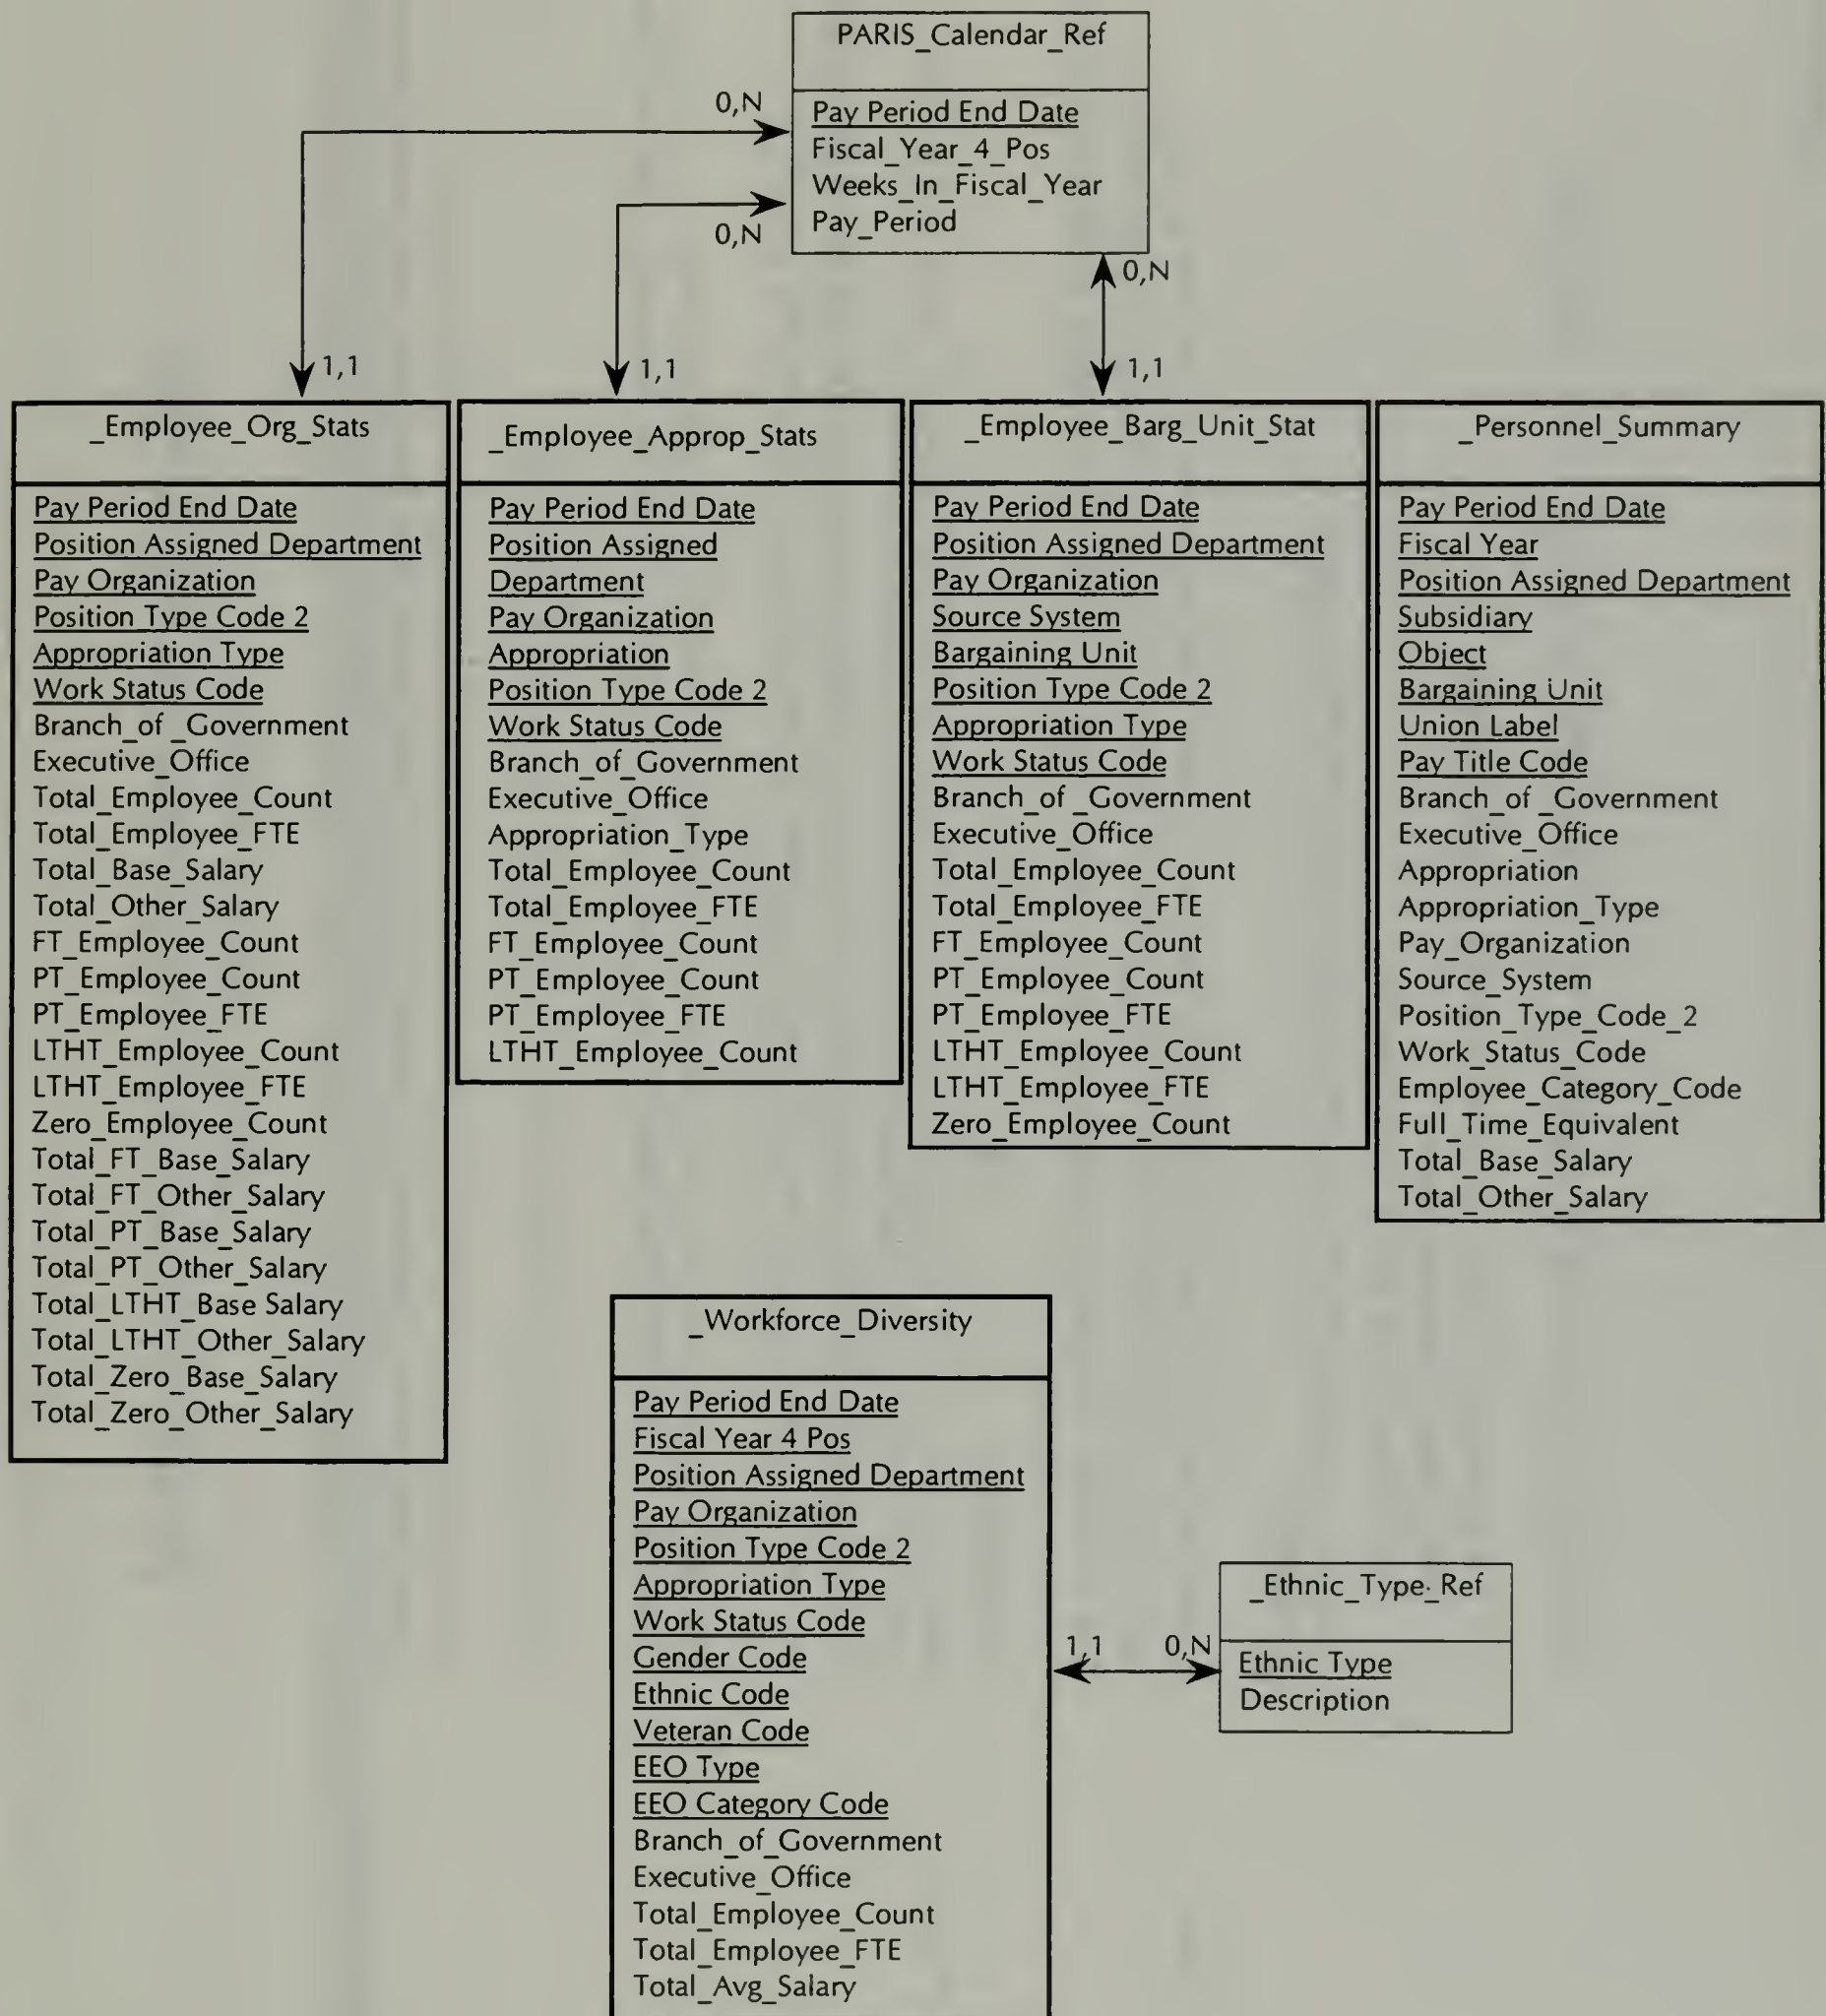 PARIS_Calendar_Ref
Pay Period End Date
Fiscal_Year_4_Pos
Weeks_In_Fiscal_Year
Pay_Period
0,N
0,N
0,N
1,1
1,1
1,1
_Employee_Org_Stats
Pay Period End Date
Position Assigned Department
Pay Organization
Position Type Code 2
Appropriation Type
Work Status Code
Branch_of _Government
Executive_Office
Total_Employee_Count
Total_Employee_FTE
Total_Base_Salary
Total_Other_Salary
FT_Employee_Count
PT_Employee_Count
PT_Employee_FTE
LTHT_Employee_Count
LTHT_Employee_FTE
Zero_Employee_Count
Total_FT_Base_Salary
Total_FT_Other_Salary
Total_PT_Base_Salary
Total_PT_Other_Salary
Total_LTHT_Base Salary
Total_LTHT_Other_Salary
Total_Zero_Base_Salary
Total_Zero_Other_Salary
_Employee_Approp_Stats
Pay Period End Date
Position Assigned
Department
Pay Organization
Appropriation
Position Type Code 2
Work Status Code
Branch_of_Government
Executive_Office
Appropriation_Type
Total_Employee_Count
Total_Employee_FTE
FT_Employee_Count
PT_Employee_Count
PT_Employee_FTE
LTHT_Employee_Count
_Employee_Barg_Unit_Stat
Pay Period End Date
Position Assigned Department
Pay Organization
Source System
Bargaining Unit
Position Type Code 2
Appropriation Type
Work Status Code
Branch_of _Government
Executive_Office
Total_Employee_Count
Total_Employee_FTE
FT_Employee_Count
PT_Employee_Count
PT_Employee_FTE
LTHT_Employee_Count
LTHT_Employee_FTE
Zero_Employee_Count
_Personnel_Summary
Pay Period End Date
Fiscal Year
Position Assigned Department
Subsidiary
Object
Bargaining Unit
Union Label
Pay Title Code
Branch_of _Government
Executive_Office
Appropriation
Appropriation_Type
Pay_Organization
Source_System
Position_Type_Code_2
Work_Status_Code
Employee_Category_Code
Full_Time_Equivalent
Total_Base_Salary
Total_Other_Salary
_Workforce_Diversity
Pay Period End Date
Fiscal Year 4 Pos
Position Assigned Department
Pay Organization
Position Type Code 2
Appropriation Type
Work Status Code
Gender Code
Ethnic Code
Veteran Code
EEO Type
EEO Category Code
Branch_of_Government
Executive_Office
Total_Employee_Count
Total_Employee_FTE
Total_Avg_Salary
1,1
0,N
_Ethnic_Type_Ref
Ethnic Type
Description